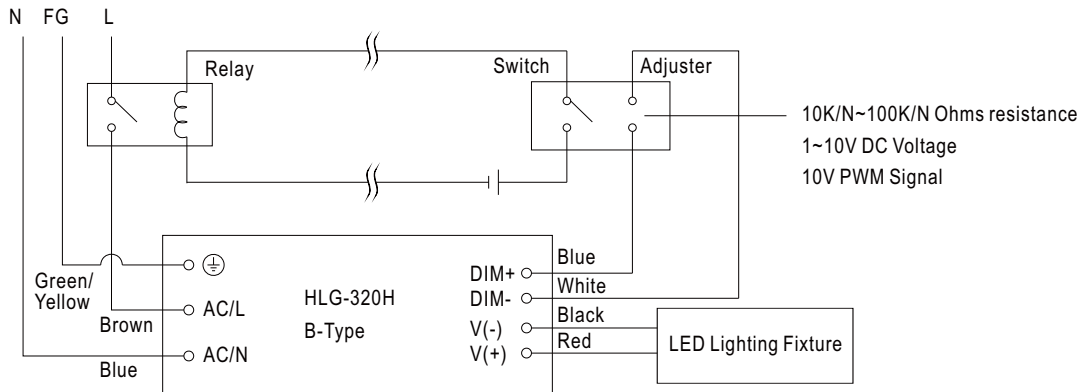 N FG L
Relay
Switch
Adjuster
10K/N~100K/N Ohms resistance
1~10V DC Voltage
10V PWM Signal
Green/
Yellow
Brown
Blue
AC/L
AC/N
HLG-320H
B-Type
DIM+
DIM-
V(-)
V(+)
Blue
White
Black
Red
LED Lighting Fixture